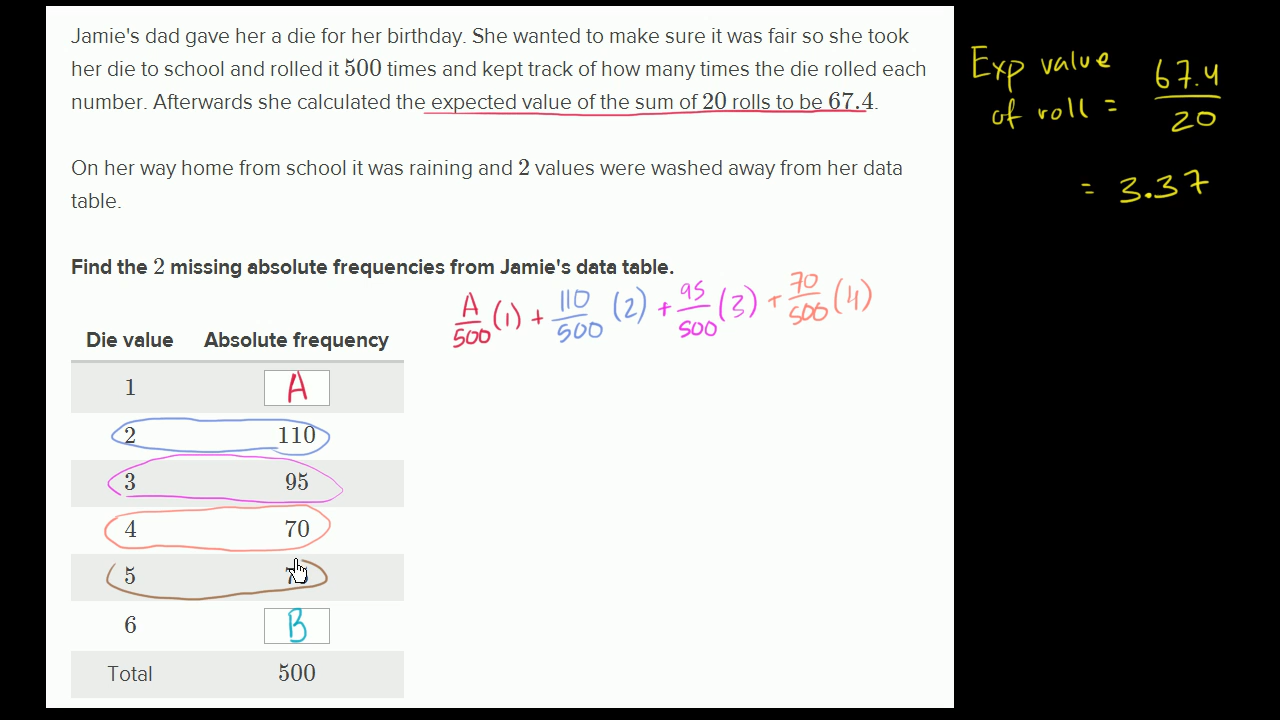 Jamie's dad gave her a die for her birthday. She wanted to make sure it was fair so she took
her die to school and rolled it 500 times and kept track of how many times the die rolled each
number. Afterwards she calculated the expected value of the sum of 20 rolls to be 67.4.
On her way home from school it was raining and 2 values were washed away from her data
table.
Find the 2 missing absolute frequencies from Jamie's data table.
A/500 (1) + 110/500 (2) + 95/500 (3) + 70/500 (4)
Die value Absolute frequency
1 A
2 110
3 95
4 70
5
6 B
Total 500
Exp value
of roll = 67.4/20
= 3.37